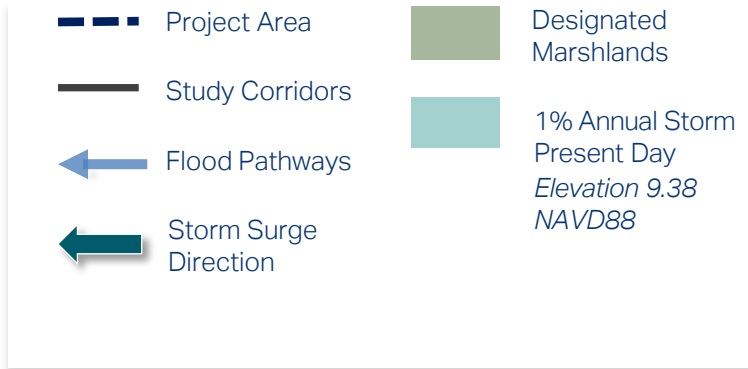 Project Area
Study Corridors
Flood Pathways
Storm Surge
Direction
Designated
Marshlands
1% Annual Storm
Present Day
Elevation 9.38
NAVD88